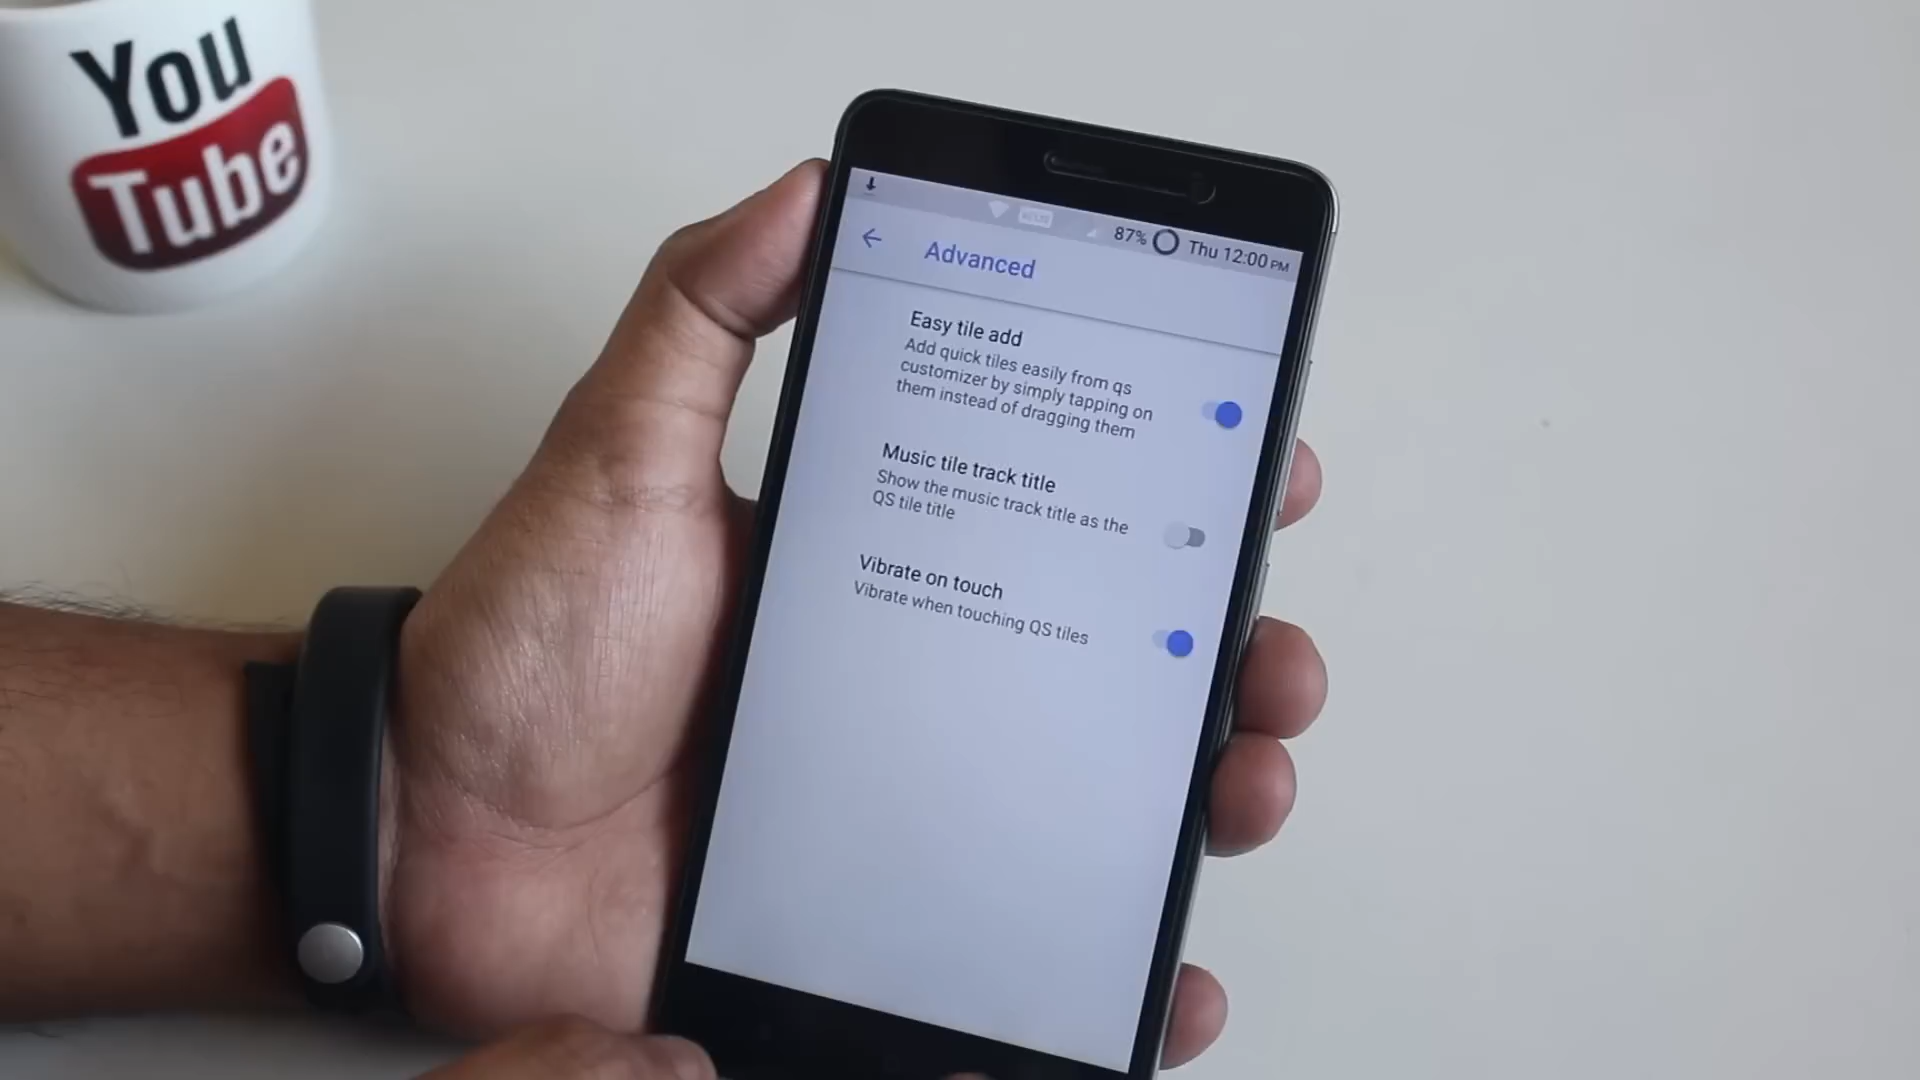 You
Tube
87% Thu 12:00 PM
Advanced
Easy tile add
Add quick tiles easily from qs
customizer by simply tapping on
them instead of dragging them
Music tile track title
Show the music track title as the
QS tile title
Vibrate on touch
Vibrate when touching QS tiles